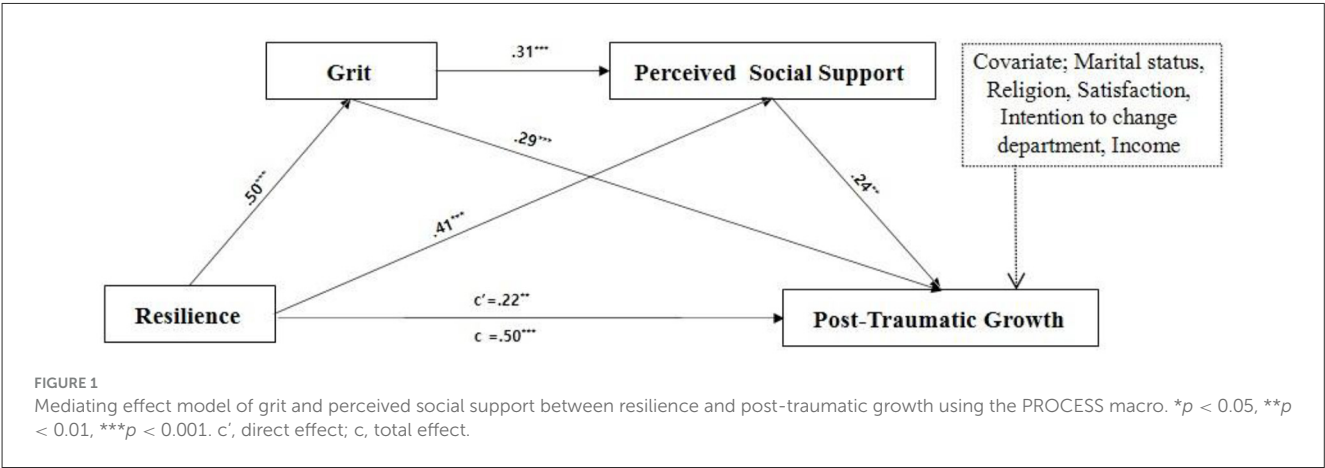 .31***
Grit
Perceived Social Support
Covariate; Marital status,
Religion, Satisfaction,
Intention to change
department, Income
.29***
.50***
.24**
.41***
c'=.22**
Resilience
Post-Traumatic Growth
c =.50***
FIGURE 1
Mediating effect model of grit and perceived social support between resilience and post-traumatic growth using the PROCESS macro. *p < 0.05, **p
< 0.01, ***p < 0.001. c', direct effect; c, total effect.